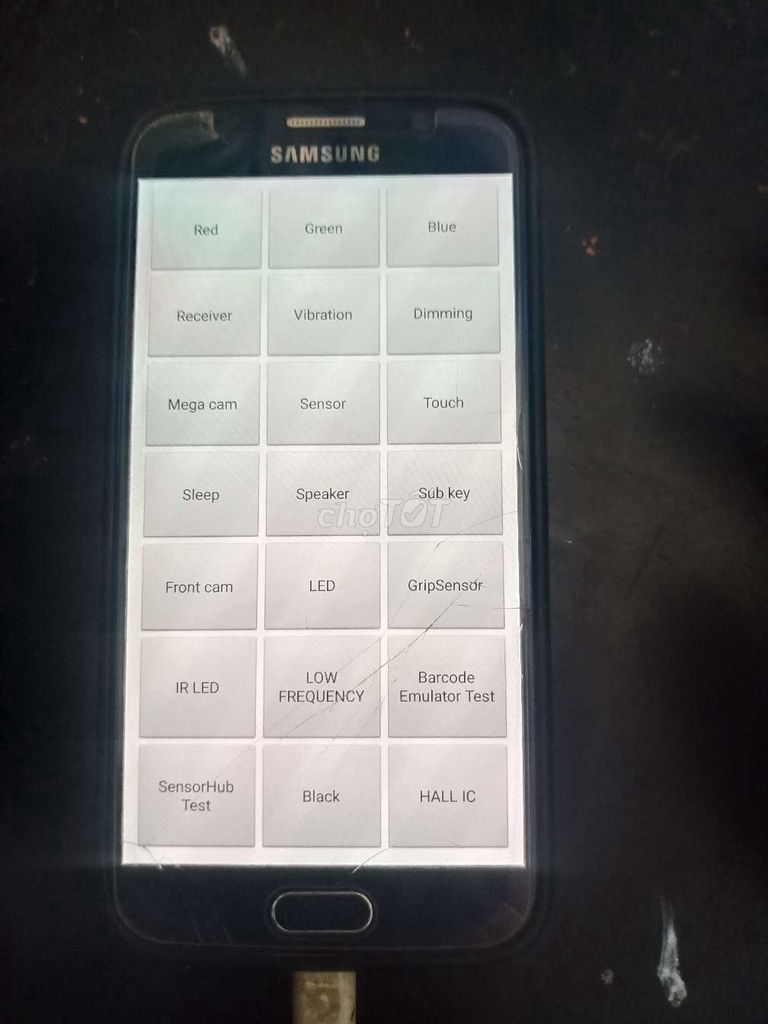 SAMSUNG
Red Green Blue
Receiver Vibration Dimming
Mega cam Sensor Touch
Sleep Speaker Sub key
chợTỐT
Front cam LED GripSensor
IR LED
LOW
FREQUENCY
Barcode
Emulator Test
SensorHub
Test
Black
HALL IC